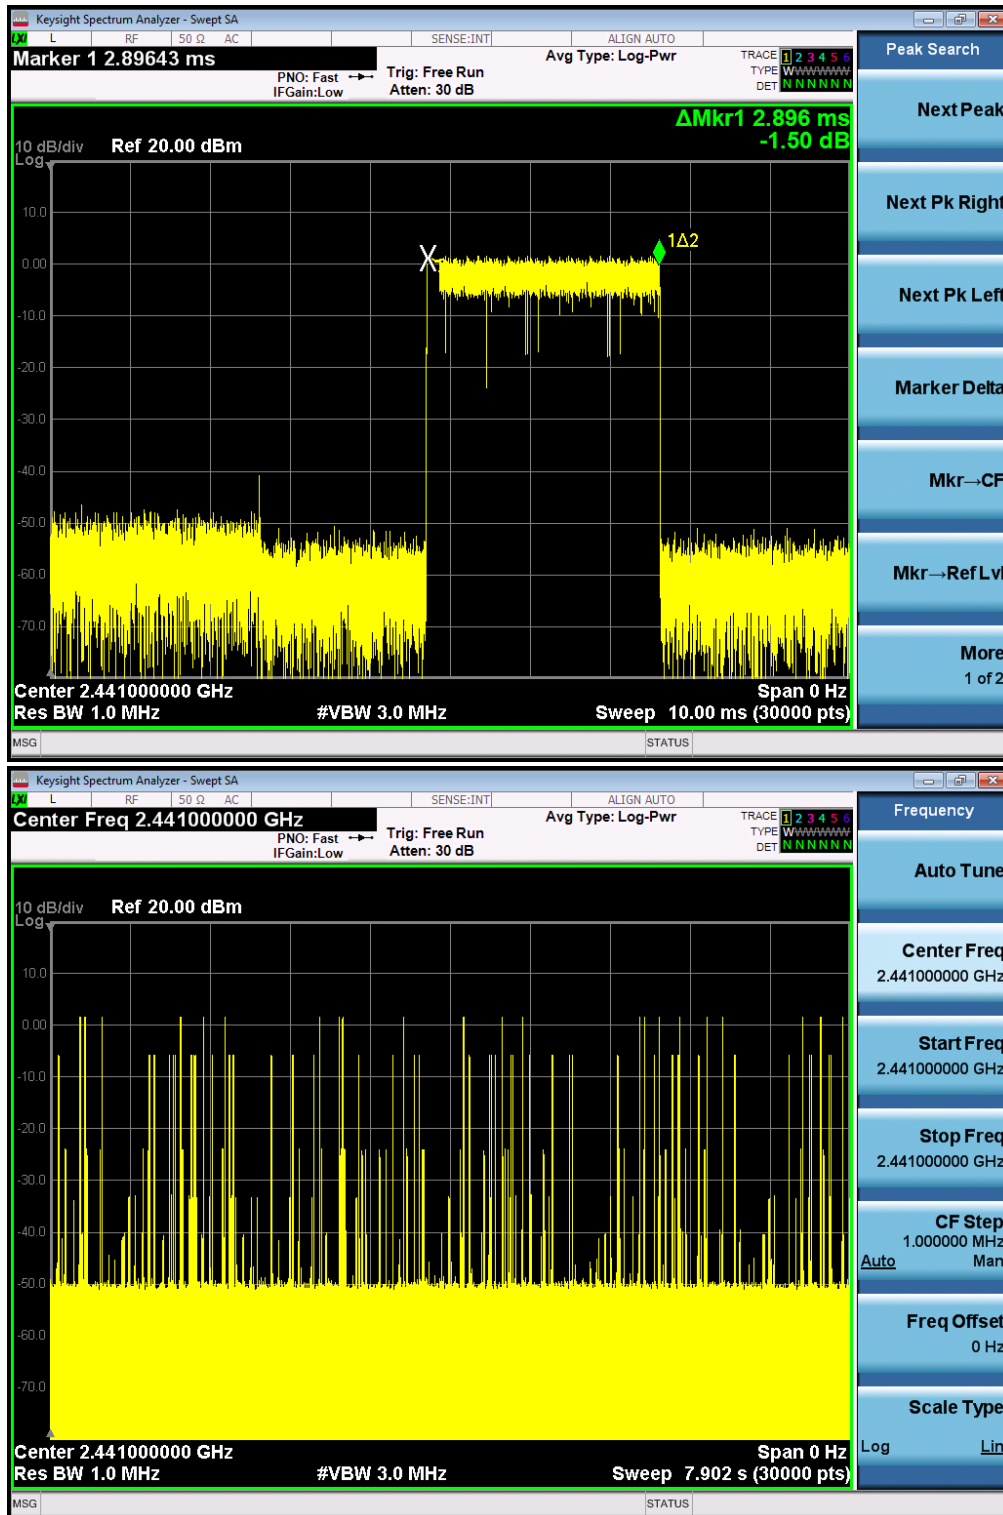 Keysight Spectrum Analyzer - Swept SA
LXI L RF 50 Ω AC SENSE:INT ALIGN AUTO
Marker 1 2.89643 ms
PNO: Fast
IFGain:Low
Trig: Free Run
Atten: 30 dB
Avg Type: Log-Pwr
TRACE 1 2 3 4 5 6
TYPE WWWWWW
DET N N N N N N
ΔMkr1 2.896 ms
-1.50 dB
10 dB/div Ref 20.00 dBm
Log
10.0
0.00
-10.0
-20.0
-30.0
-40.0
-50.0
-60.0
-70.0
X
1Δ2
Center 2.441000000 GHz Span 0 Hz
Res BW 1.0 MHz #VBW 3.0 MHz Sweep 10.00 ms (30000 pts)
MSG STATUS
Peak Search
Next Peak
Next Pk Right
Next Pk Left
Marker Delta
Mkr→CF
Mkr→Ref Lvl
More
1 of 2
Keysight Spectrum Analyzer - Swept SA
LXI L RF 50 Ω AC SENSE:INT ALIGN AUTO
Center Freq 2.441000000 GHz
PNO: Fast
IFGain:Low
Trig: Free Run
Atten: 30 dB
Avg Type: Log-Pwr
TRACE 1 2 3 4 5 6
TYPE WWWWWW
DET N N N N N N
10 dB/div Ref 20.00 dBm
Log
10.0
0.00
-10.0
-20.0
-30.0
-40.0
-50.0
-60.0
-70.0
Center 2.441000000 GHz Span 0 Hz
Res BW 1.0 MHz #VBW 3.0 MHz Sweep 7.902 s (30000 pts)
MSG STATUS
Frequency
Auto Tune
Center Freq
2.441000000 GHz
Start Freq
2.441000000 GHz
Stop Freq
2.441000000 GHz
CF Step
1.000000 MHz
Auto Man
Freq Offset
0 Hz
Scale Type
Log Lin